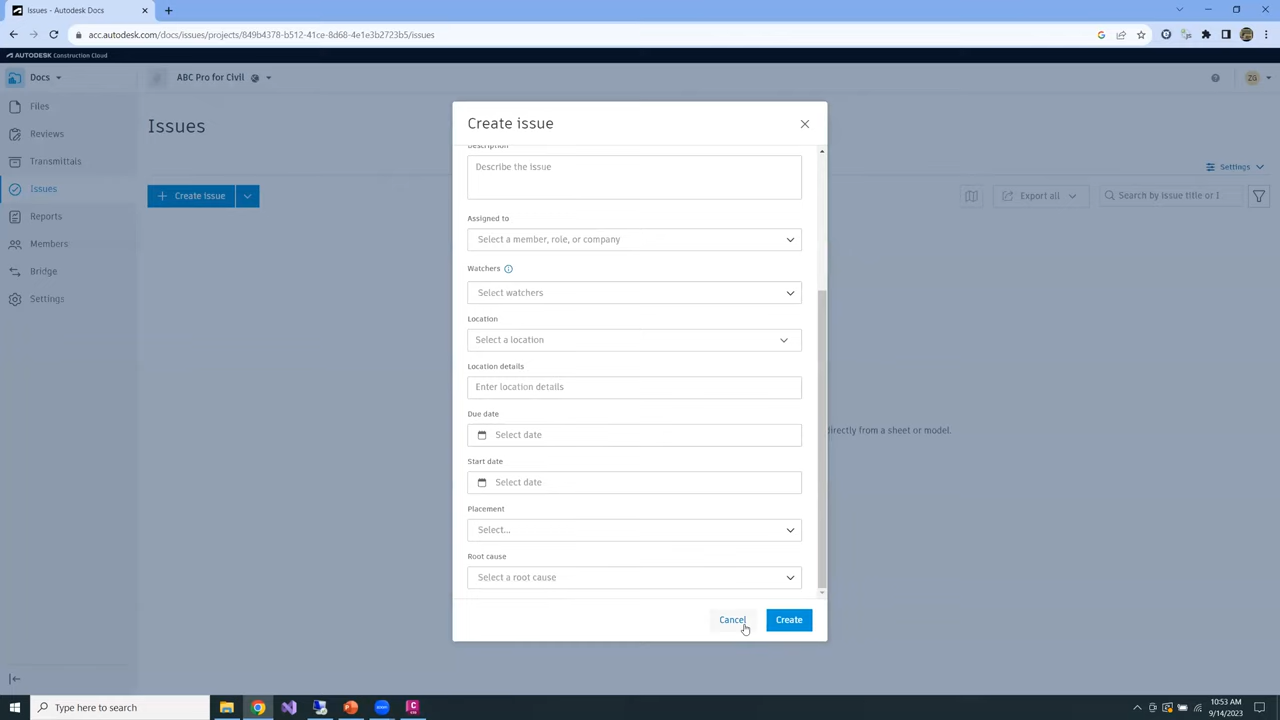 Issues - Autodesk Docs
acc.autodesk.com/docs/issues/projects/849b4378-b512-41ce-8d68-4e1e3b2723b5/issues
AUTODESK Construction Cloud
Docs
ABC Pro for Civil
ZG
Files
Reviews
Transmittals
Issues
Reports
Members
Bridge
Settings
Issues
Settings
Create issue
Export all
Search by issue title or I
directly from a sheet or model.
Create issue
Description
Describe the issue
Assigned to
Select a member, role, or company
Watchers
Select watchers
Location
Select a location
Location details
Enter location details
Due date
Select date
Start date
Select date
Placement
Select...
Root cause
Select a root cause
Cancel
Create
Type here to search
10:53 AM
9/14/2023